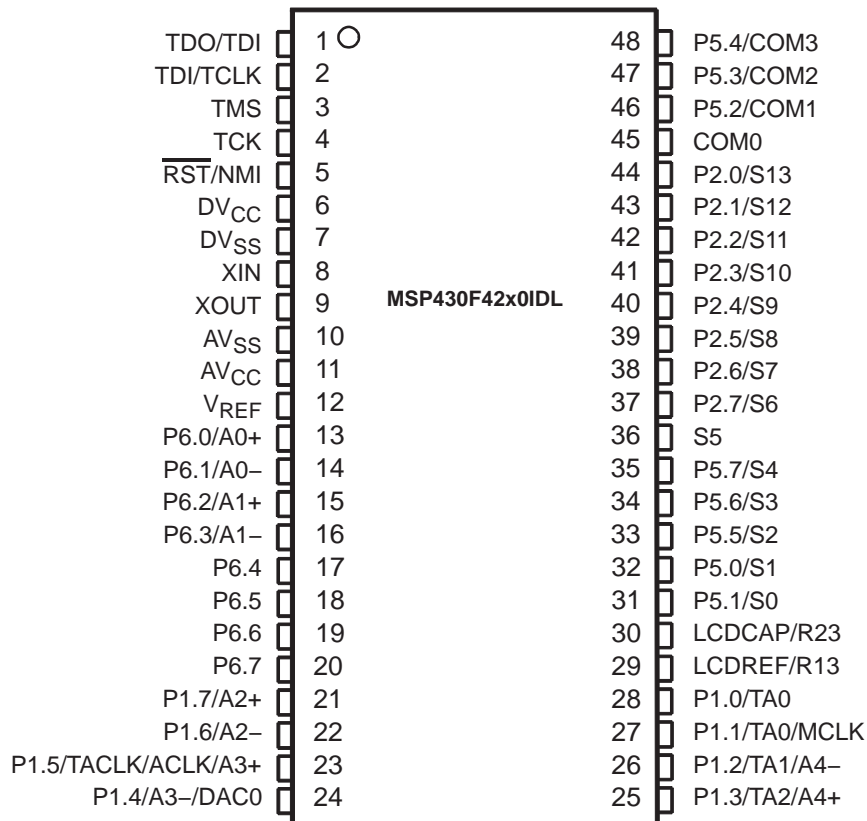 TDO/TDI 1 48 P5.4/COM3
TDI/TCLK 2 47 P5.3/COM2
TMS 3 46 P5.2/COM1
TCK 4 45 COM0
RST/NMI 5 44 P2.0/S13
DVCC 6 43 P2.1/S12
DVSS 7 42 P2.2/S11
XIN 8 41 P2.3/S10
XOUT 9 MSP430F42x0IDL 40 P2.4/S9
AVSS 10 39 P2.5/S8
AVCC 11 38 P2.6/S7
VREF 12 37 P2.7/S6
P6.0/A0+ 13 36 S5
P6.1/A0− 14 35 P5.7/S4
P6.2/A1+ 15 34 P5.6/S3
P6.3/A1− 16 33 P5.5/S2
P6.4 17 32 P5.0/S1
P6.5 18 31 P5.1/S0
P6.6 19 30 LCDCAP/R23
P6.7 20 29 LCDREF/R13
P1.7/A2+ 21 28 P1.0/TA0
P1.6/A2− 22 27 P1.1/TA0/MCLK
P1.5/TACLK/ACLK/A3+ 23 26 P1.2/TA1/A4−
P1.4/A3−/DAC0 24 25 P1.3/TA2/A4+